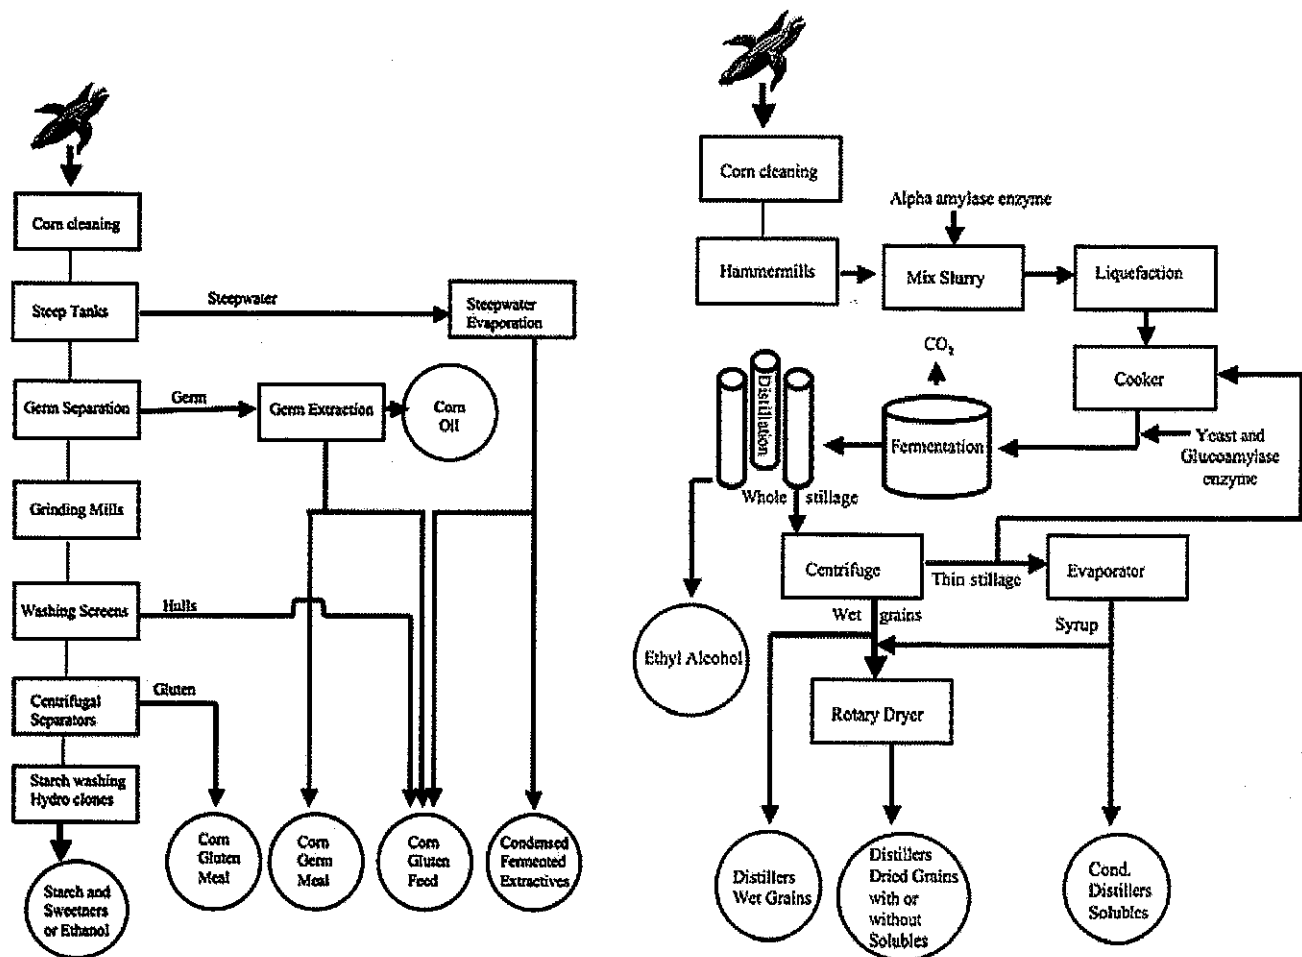 Corn cleaning
Steep Tanks
Steepwater
Steepwater
Evaporation
Germ Separation
Germ
Germ Extraction
Corn
Oil
Grinding Mills
Washing Screens
Hulls
Centrifugal
Separators
Gluten
Starch washing
Hydro clones
Starch and
Sweetners
or Ethanol
Corn
Gluten
Meal
Corn
Germ
Meal
Corn
Gluten
Feed
Condensed
Fermented
Extractives
Corn cleaning
Hammermills
Alpha amylase enzyme
Mix Slurry
Liquefaction
Cooker
Yeast and
Glucoamylase
enzyme
CO₂
Fermentation
Distillation
Whole stillage
Centrifuge
Thin stillage
Evaporator
Wet grains
Syrup
Ethyl Alcohol
Rotary Dryer
Distillers
Wet Grains
Distillers
Dried Grains
with or
without
Solubles
Cond.
Distillers
Solubles